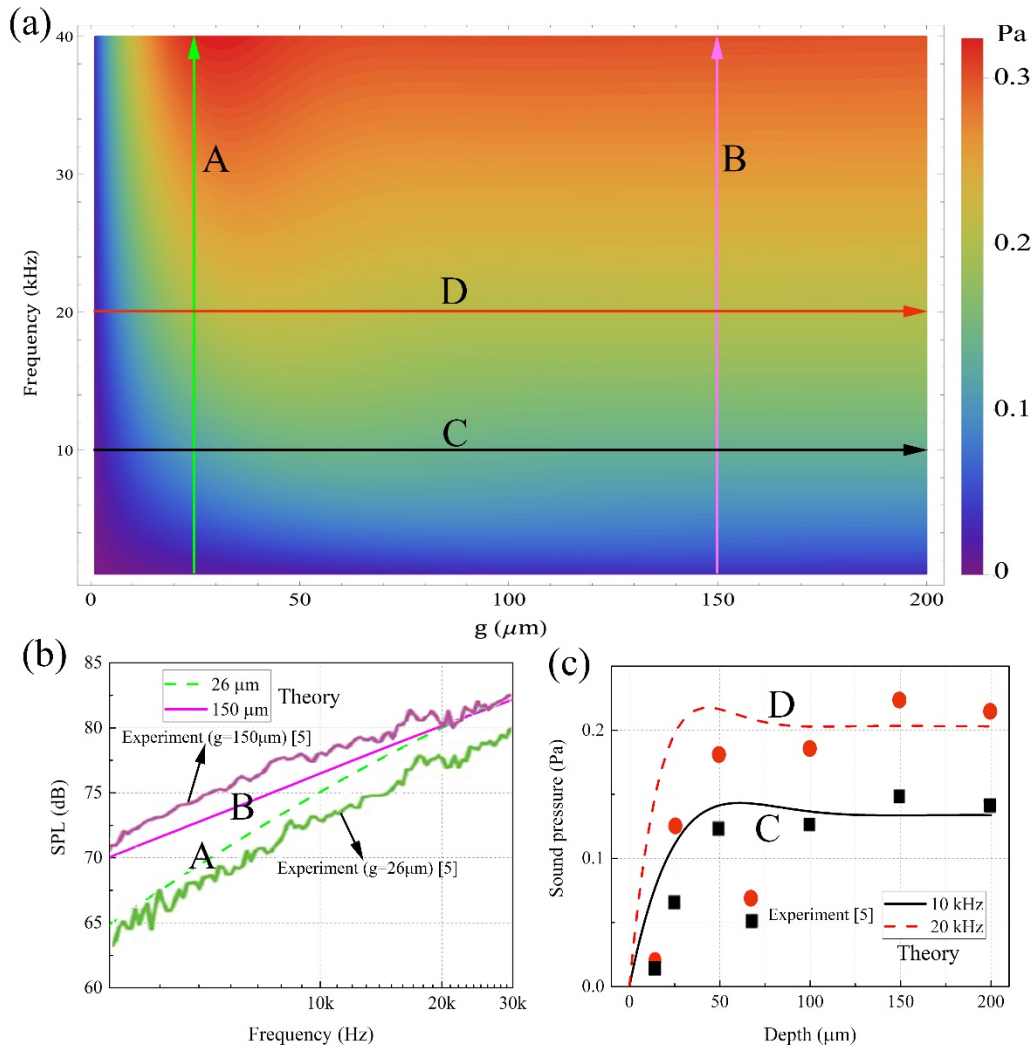 (a)
Pa
40
30
20
10
Frequency (kHz)
A
B
D
C
0.3
0.2
0.1
0
0
50
100
150
200
g (μm)
(b)
85
80
75
70
65
60
SPL (dB)
26 μm
150 μm
Theory
Experiment (g=150μm) [5]
B
A
Experiment (g=26μm) [5]
10k
20k
30k
Frequency (Hz)
(c)
0.2
0.1
0.0
Sound pressure (Pa)
D
C
Experiment [5]
10 kHz
20 kHz
Theory
0
50
100
150
200
Depth (μm)